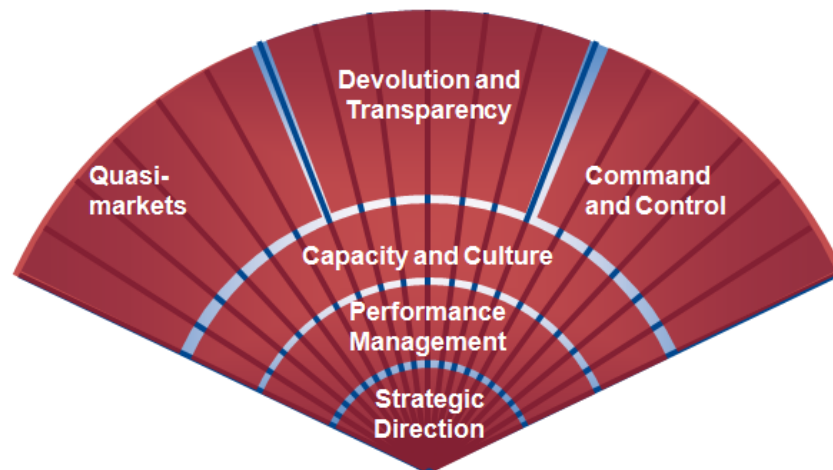 Devolution and
Transparency
Quasi-
markets
Command
and Control
Capacity and Culture
Performance
Management
Strategic
Direction